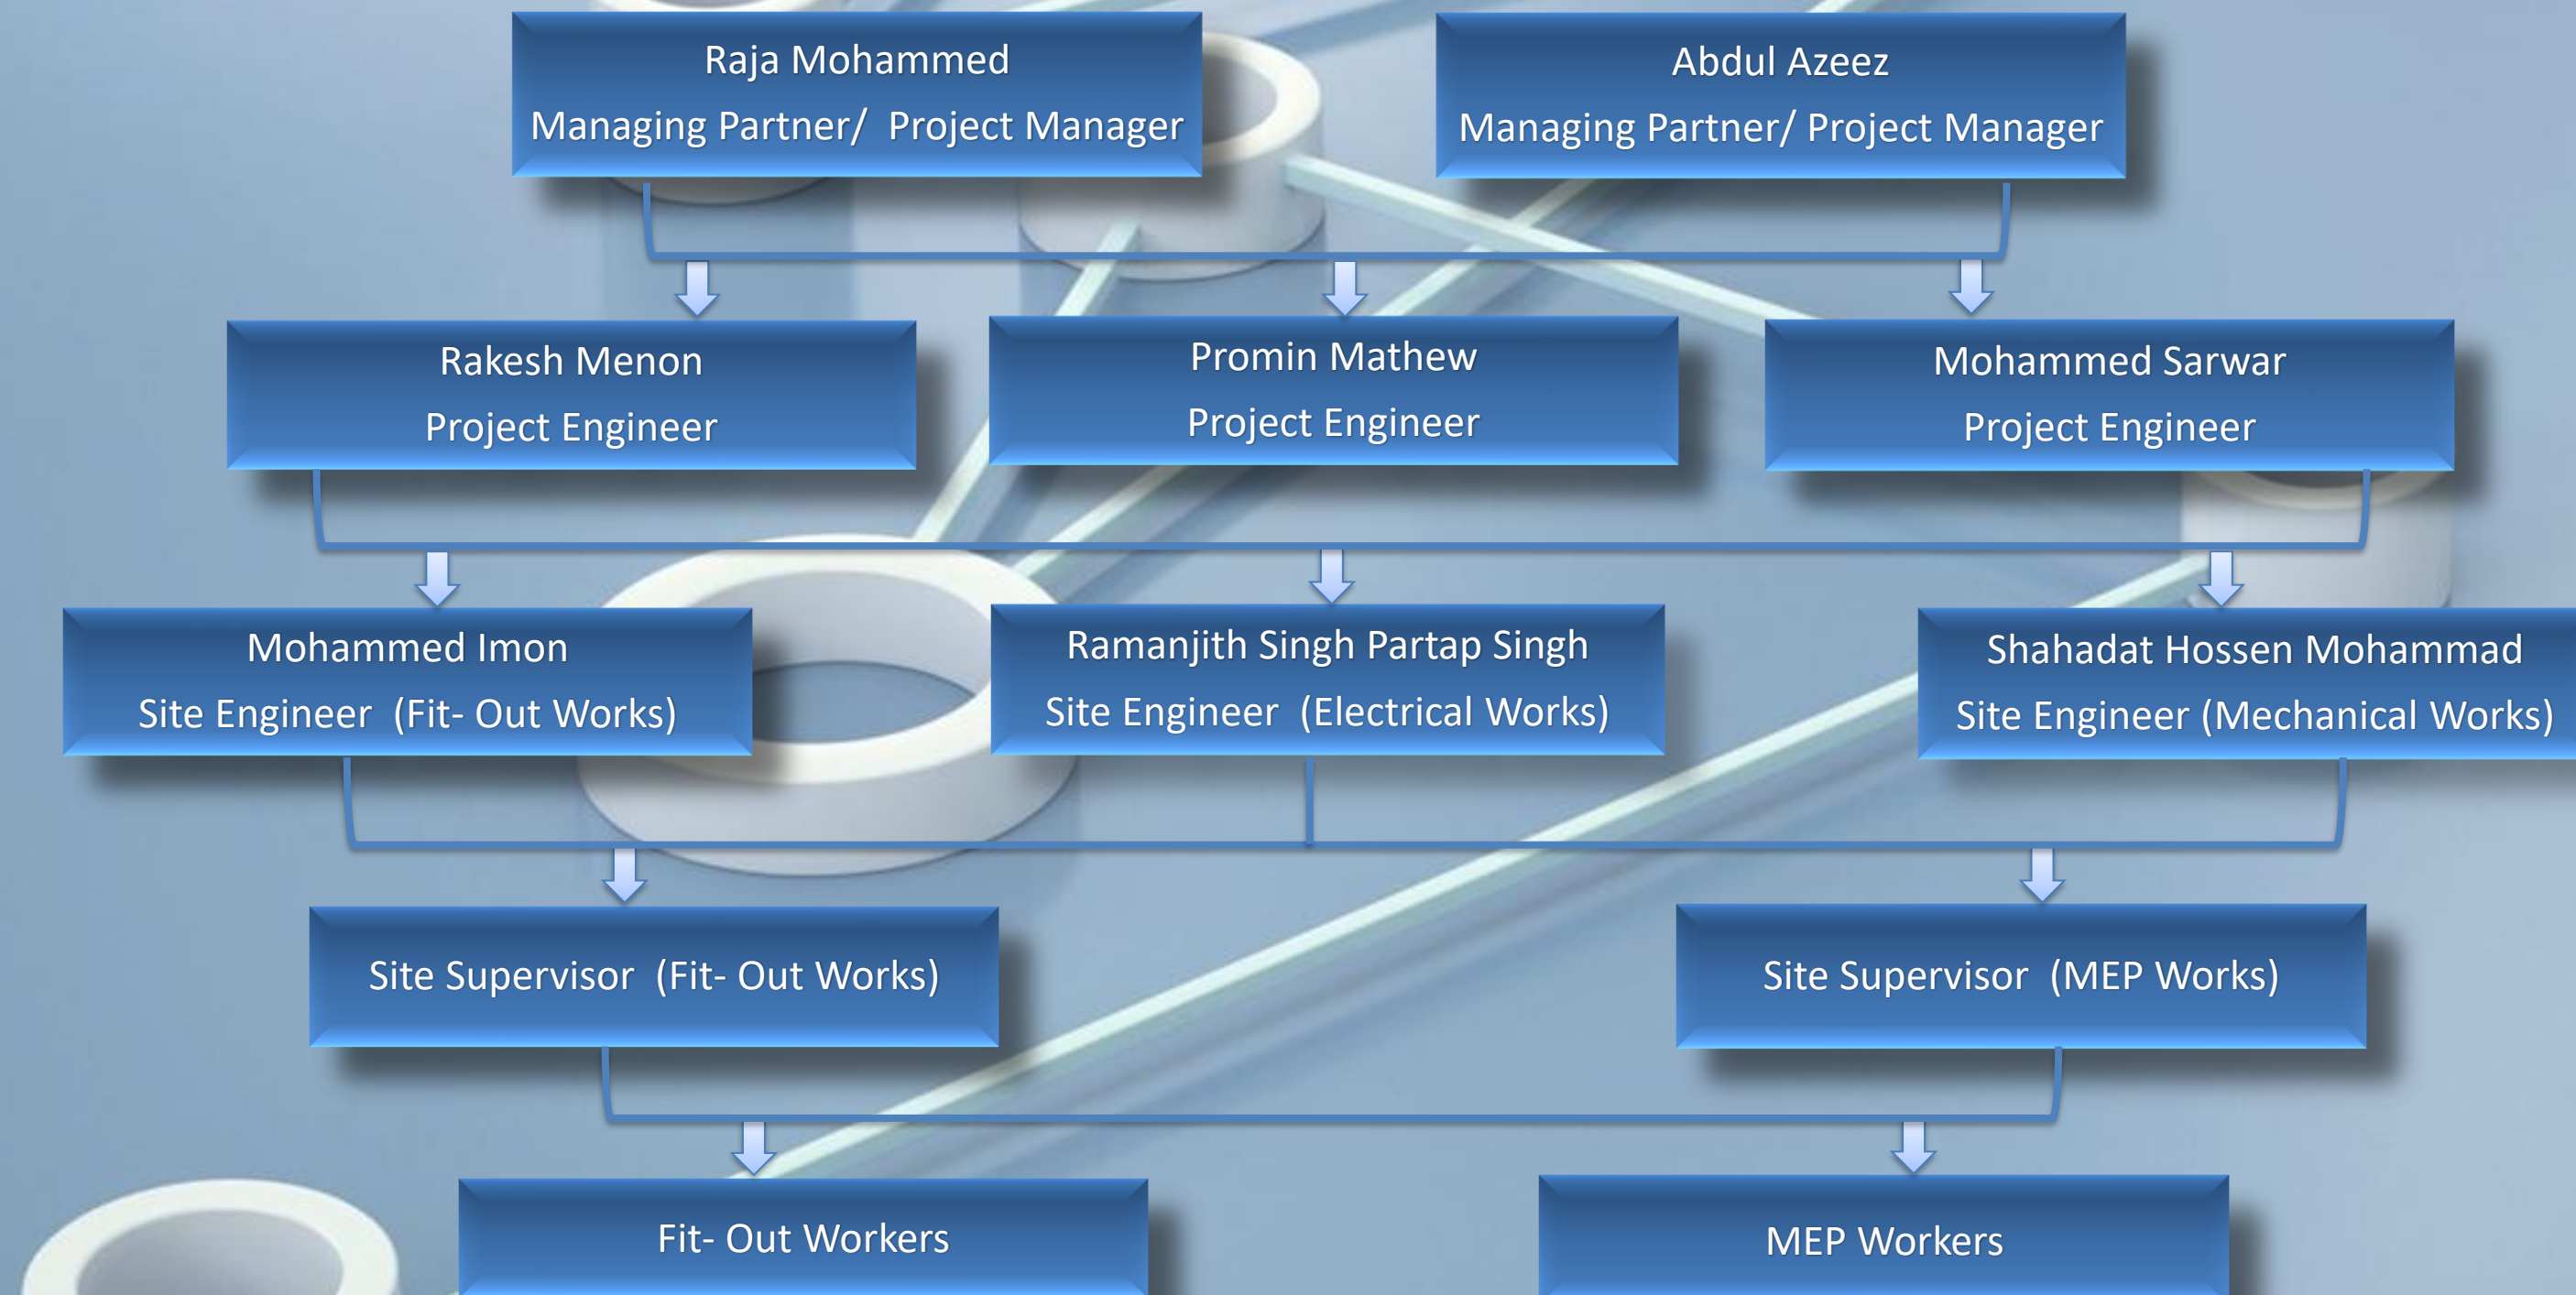 Raja Mohammed
Managing Partner/  Project Manager
Abdul Azeez
Managing Partner/ Project Manager
Rakesh Menon
Project Engineer
Promin Mathew
Project Engineer
Mohammed Sarwar
Project Engineer
Mohammed Imon
Site Engineer  (Fit- Out Works)
Ramanjith Singh Partap Singh
Site Engineer  (Electrical Works)
Shahadat Hossen Mohammad
Site Engineer (Mechanical Works)
Site Supervisor  (Fit- Out Works)
Site Supervisor  (MEP Works)
Fit- Out Workers
MEP Workers